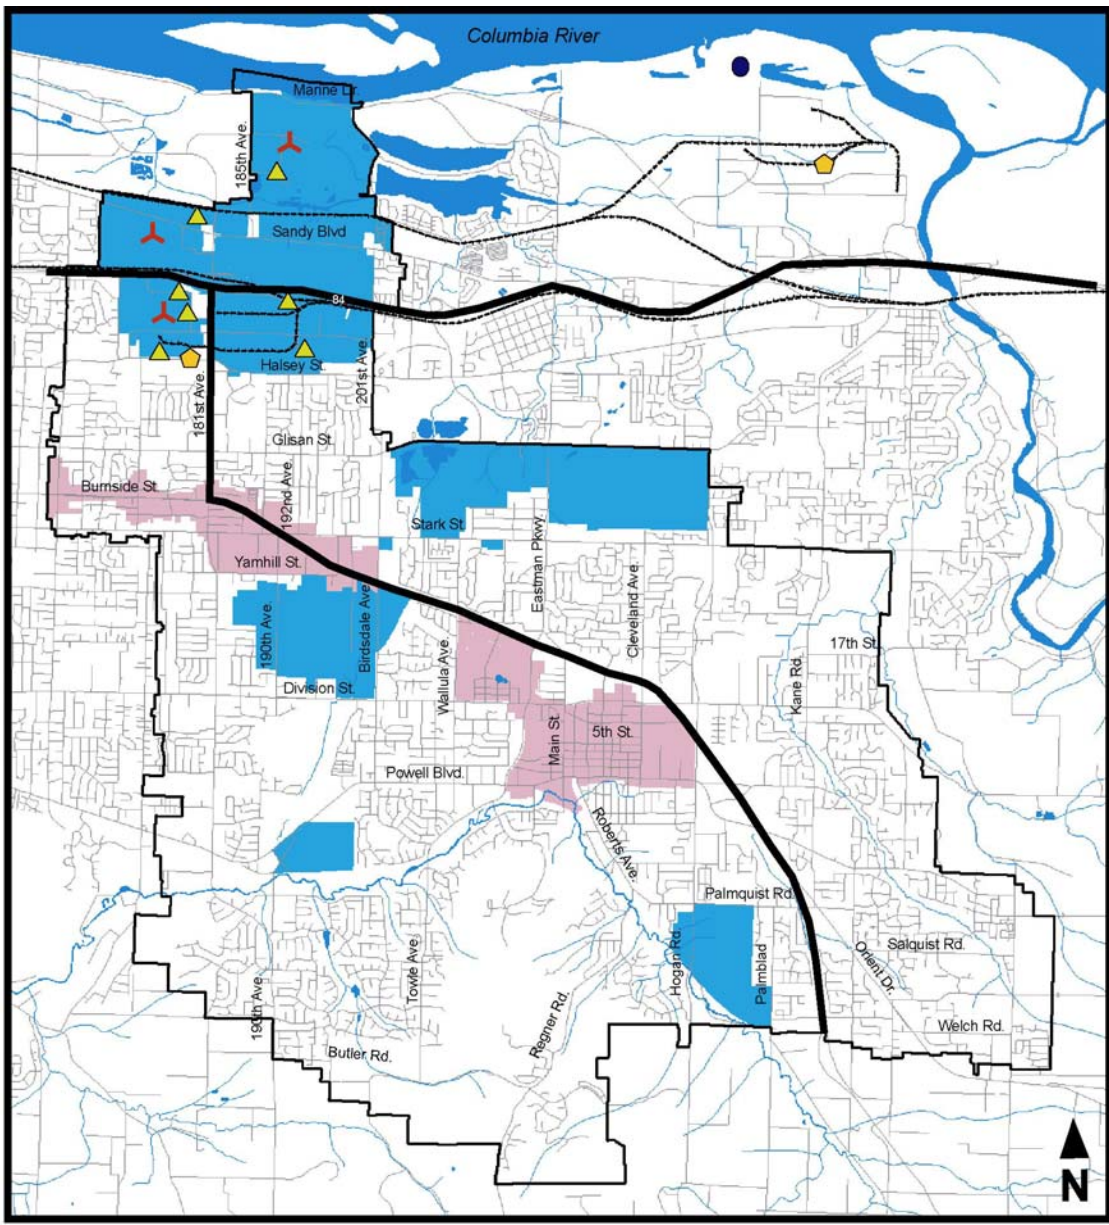 Columbia River
Marine Dr.
185th Ave.
Sandy Blvd
84
Halsey St.
201st Ave.
181st Ave.
Glisan St.
Burnside St.
192nd Ave.
Stark St.
Eastman Pkwy.
Yamhill St.
Cleveland Ave.
190th Ave.
Birdsdale Ave.
17th St.
Wallula Ave.
Kane Rd.
Division St.
Main St.
5th St.
Powell Blvd.
Roberts Ave.
Palmquist Rd.
Salquist Rd.
Hogan Rd.
Palmblad
Orient Dr.
Towle Ave.
190th Ave
Regner Rd.
Welch Rd.
Butler Rd.
N